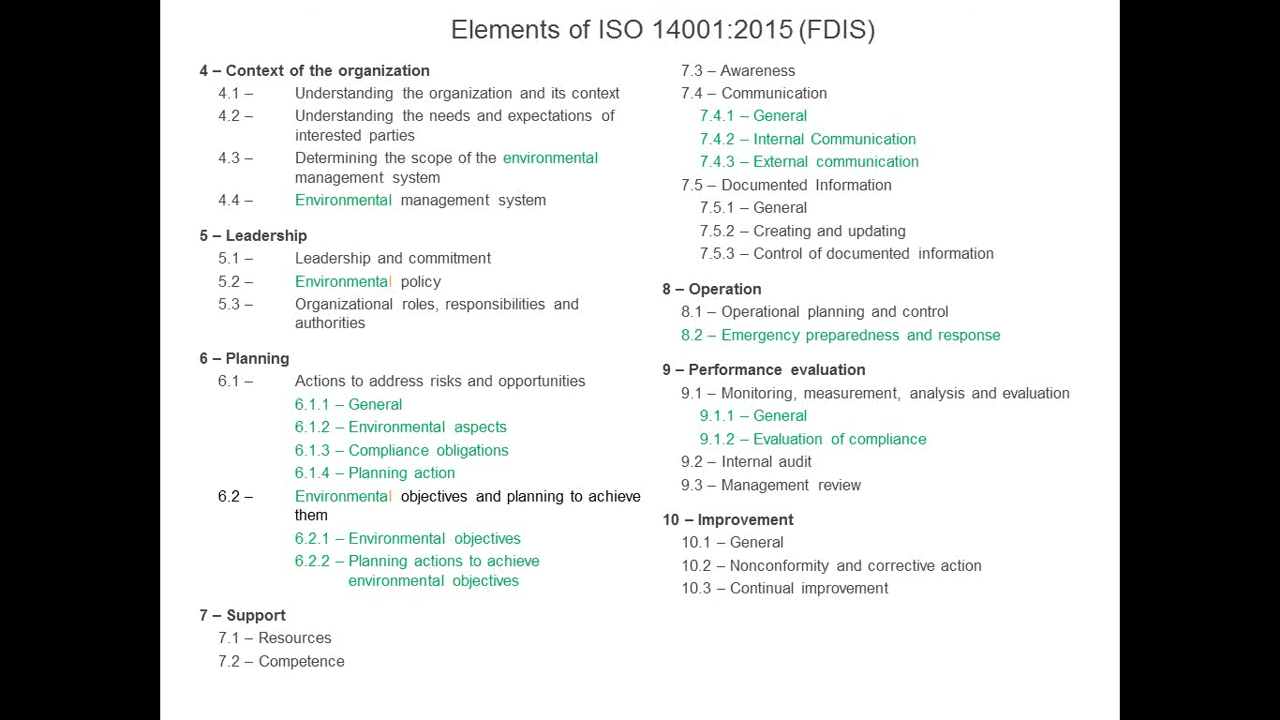 Elements of ISO 14001:2015 (FDIS)
4 – Context of the organization
4.1 – Understanding the organization and its context
4.2 – Understanding the needs and expectations of
interested parties
4.3 – Determining the scope of the environmental
management system
4.4 – Environmental management system
5 – Leadership
5.1 – Leadership and commitment
5.2 – Environmental policy
5.3 – Organizational roles, responsibilities and
authorities
6 – Planning
6.1 – Actions to address risks and opportunities
6.1.1 – General
6.1.2 – Environmental aspects
6.1.3 – Compliance obligations
6.1.4 – Planning action
6.2 – Environmental objectives and planning to achieve
them
6.2.1 – Environmental objectives
6.2.2 – Planning actions to achieve
environmental objectives
7 – Support
7.1 – Resources
7.2 – Competence
7.3 – Awareness
7.4 – Communication
7.4.1 – General
7.4.2 – Internal Communication
7.4.3 – External communication
7.5 – Documented Information
7.5.1 – General
7.5.2 – Creating and updating
7.5.3 – Control of documented information
8 – Operation
8.1 – Operational planning and control
8.2 – Emergency preparedness and response
9 – Performance evaluation
9.1 – Monitoring, measurement, analysis and evaluation
9.1.1 – General
9.1.2 – Evaluation of compliance
9.2 – Internal audit
9.3 – Management review
10 – Improvement
10.1 – General
10.2 – Nonconformity and corrective action
10.3 – Continual improvement